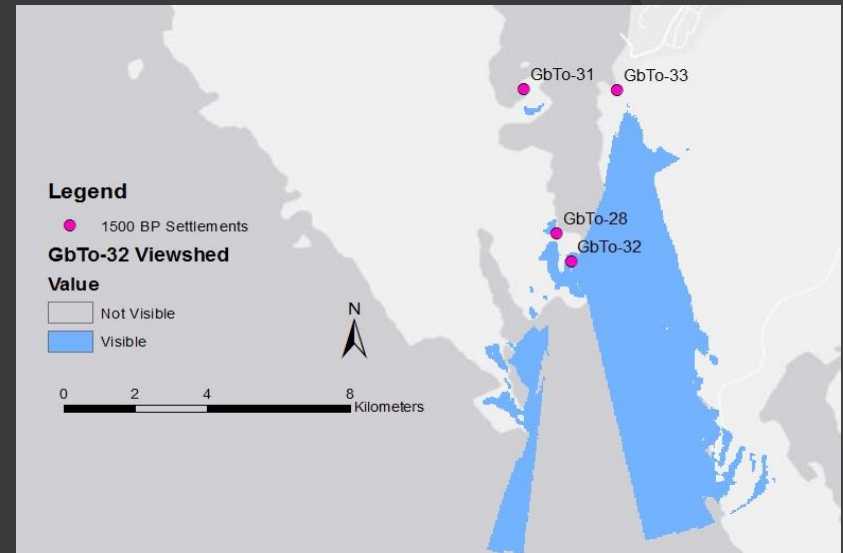 GbTo-31 GbTo-33
Legend
1500 BP Settlements
GbTo-28
GbTo-32 Viewshed
GbTo-32
Value
Not Visible
N
Visible
0 2 4 8
Kilometers